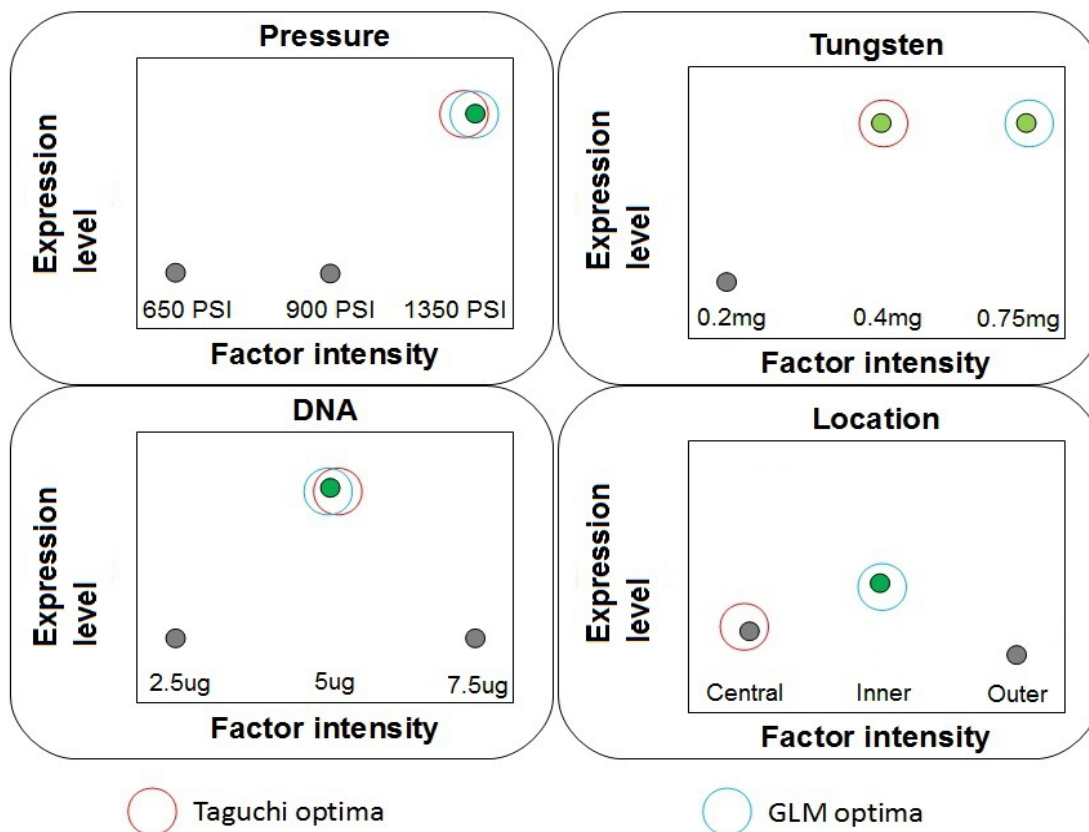 Pressure
Expression
level
650 PSI 900 PSI 1350 PSI
Factor intensity
Tungsten
Expression
level
0.2mg 0.4mg 0.75mg
Factor intensity
DNA
Expression
level
2.5ug 5ug 7.5ug
Factor intensity
Location
Expression
level
Central Inner Outer
Factor intensity
Taguchi optima GLM optima